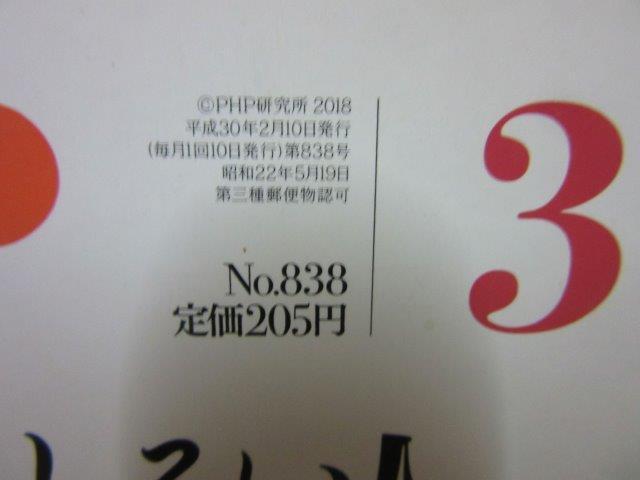 ©PHP研究所 2018
平成30年2月10日発行
(毎月1回10日発行)第838号
昭和22年5月19日
第三種郵便物認可
No.838
定価205円
3